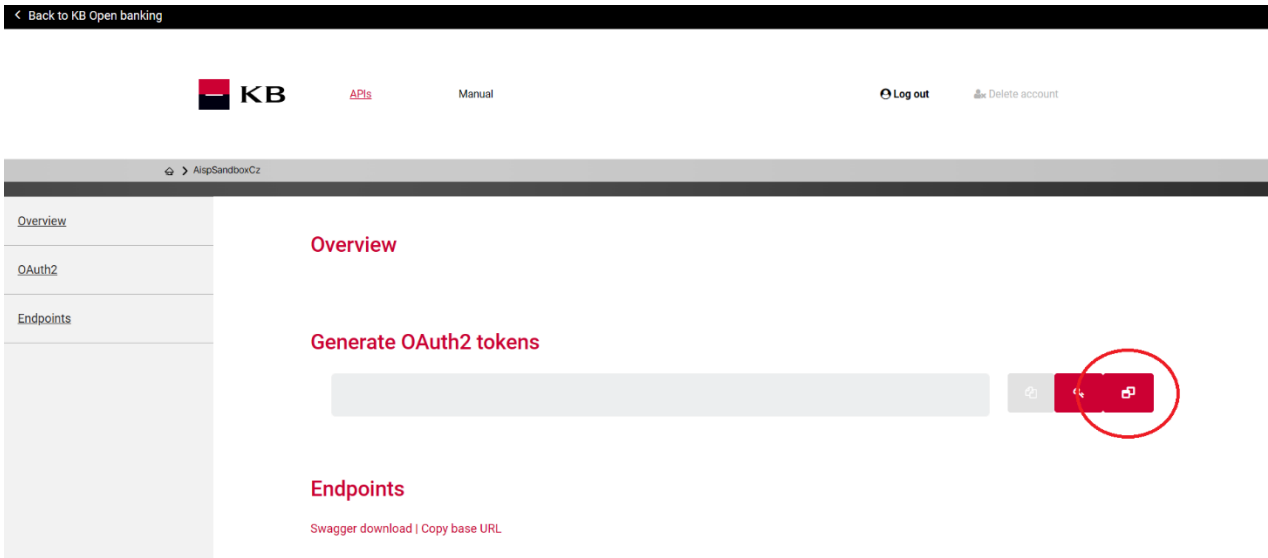 Back to KB Open banking
KB
APIs
Manual
Log out
Delete account
AispSandboxCz
Overview
OAuth2
Endpoints
Overview
Generate OAuth2 tokens
Endpoints
Swagger download | Copy base URL